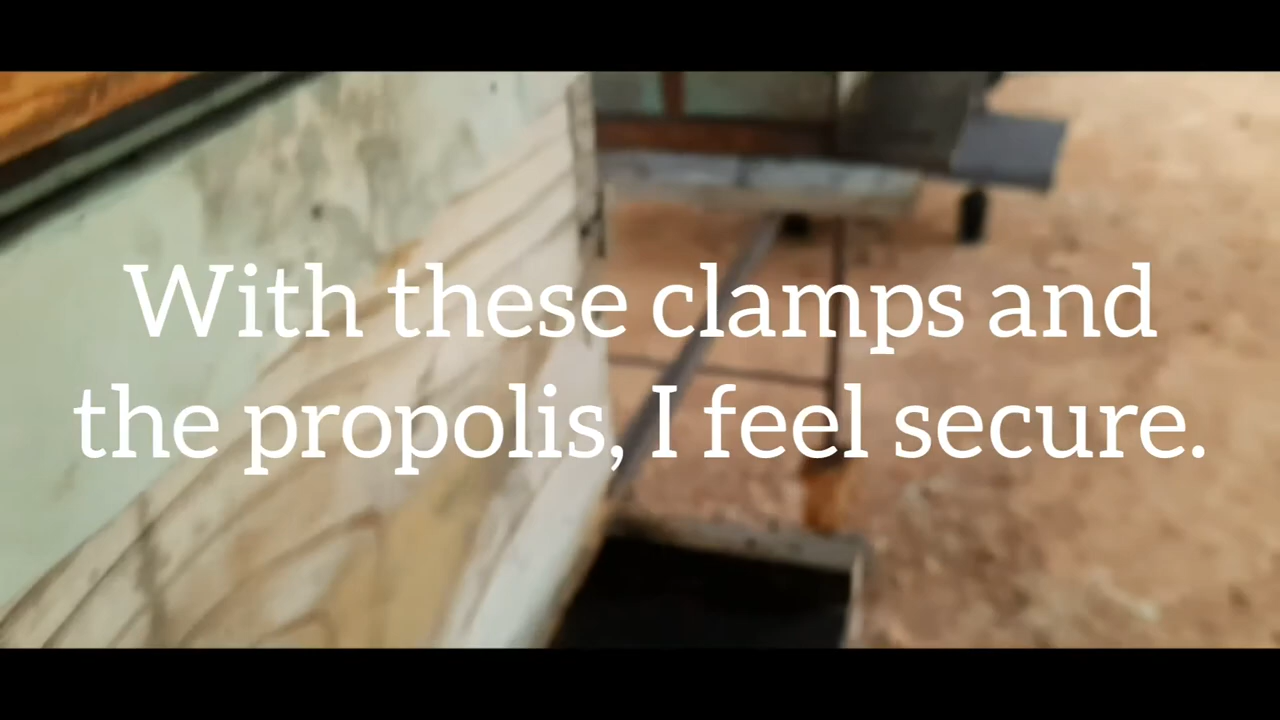 With these clamps and
the propolis, I feel secure.